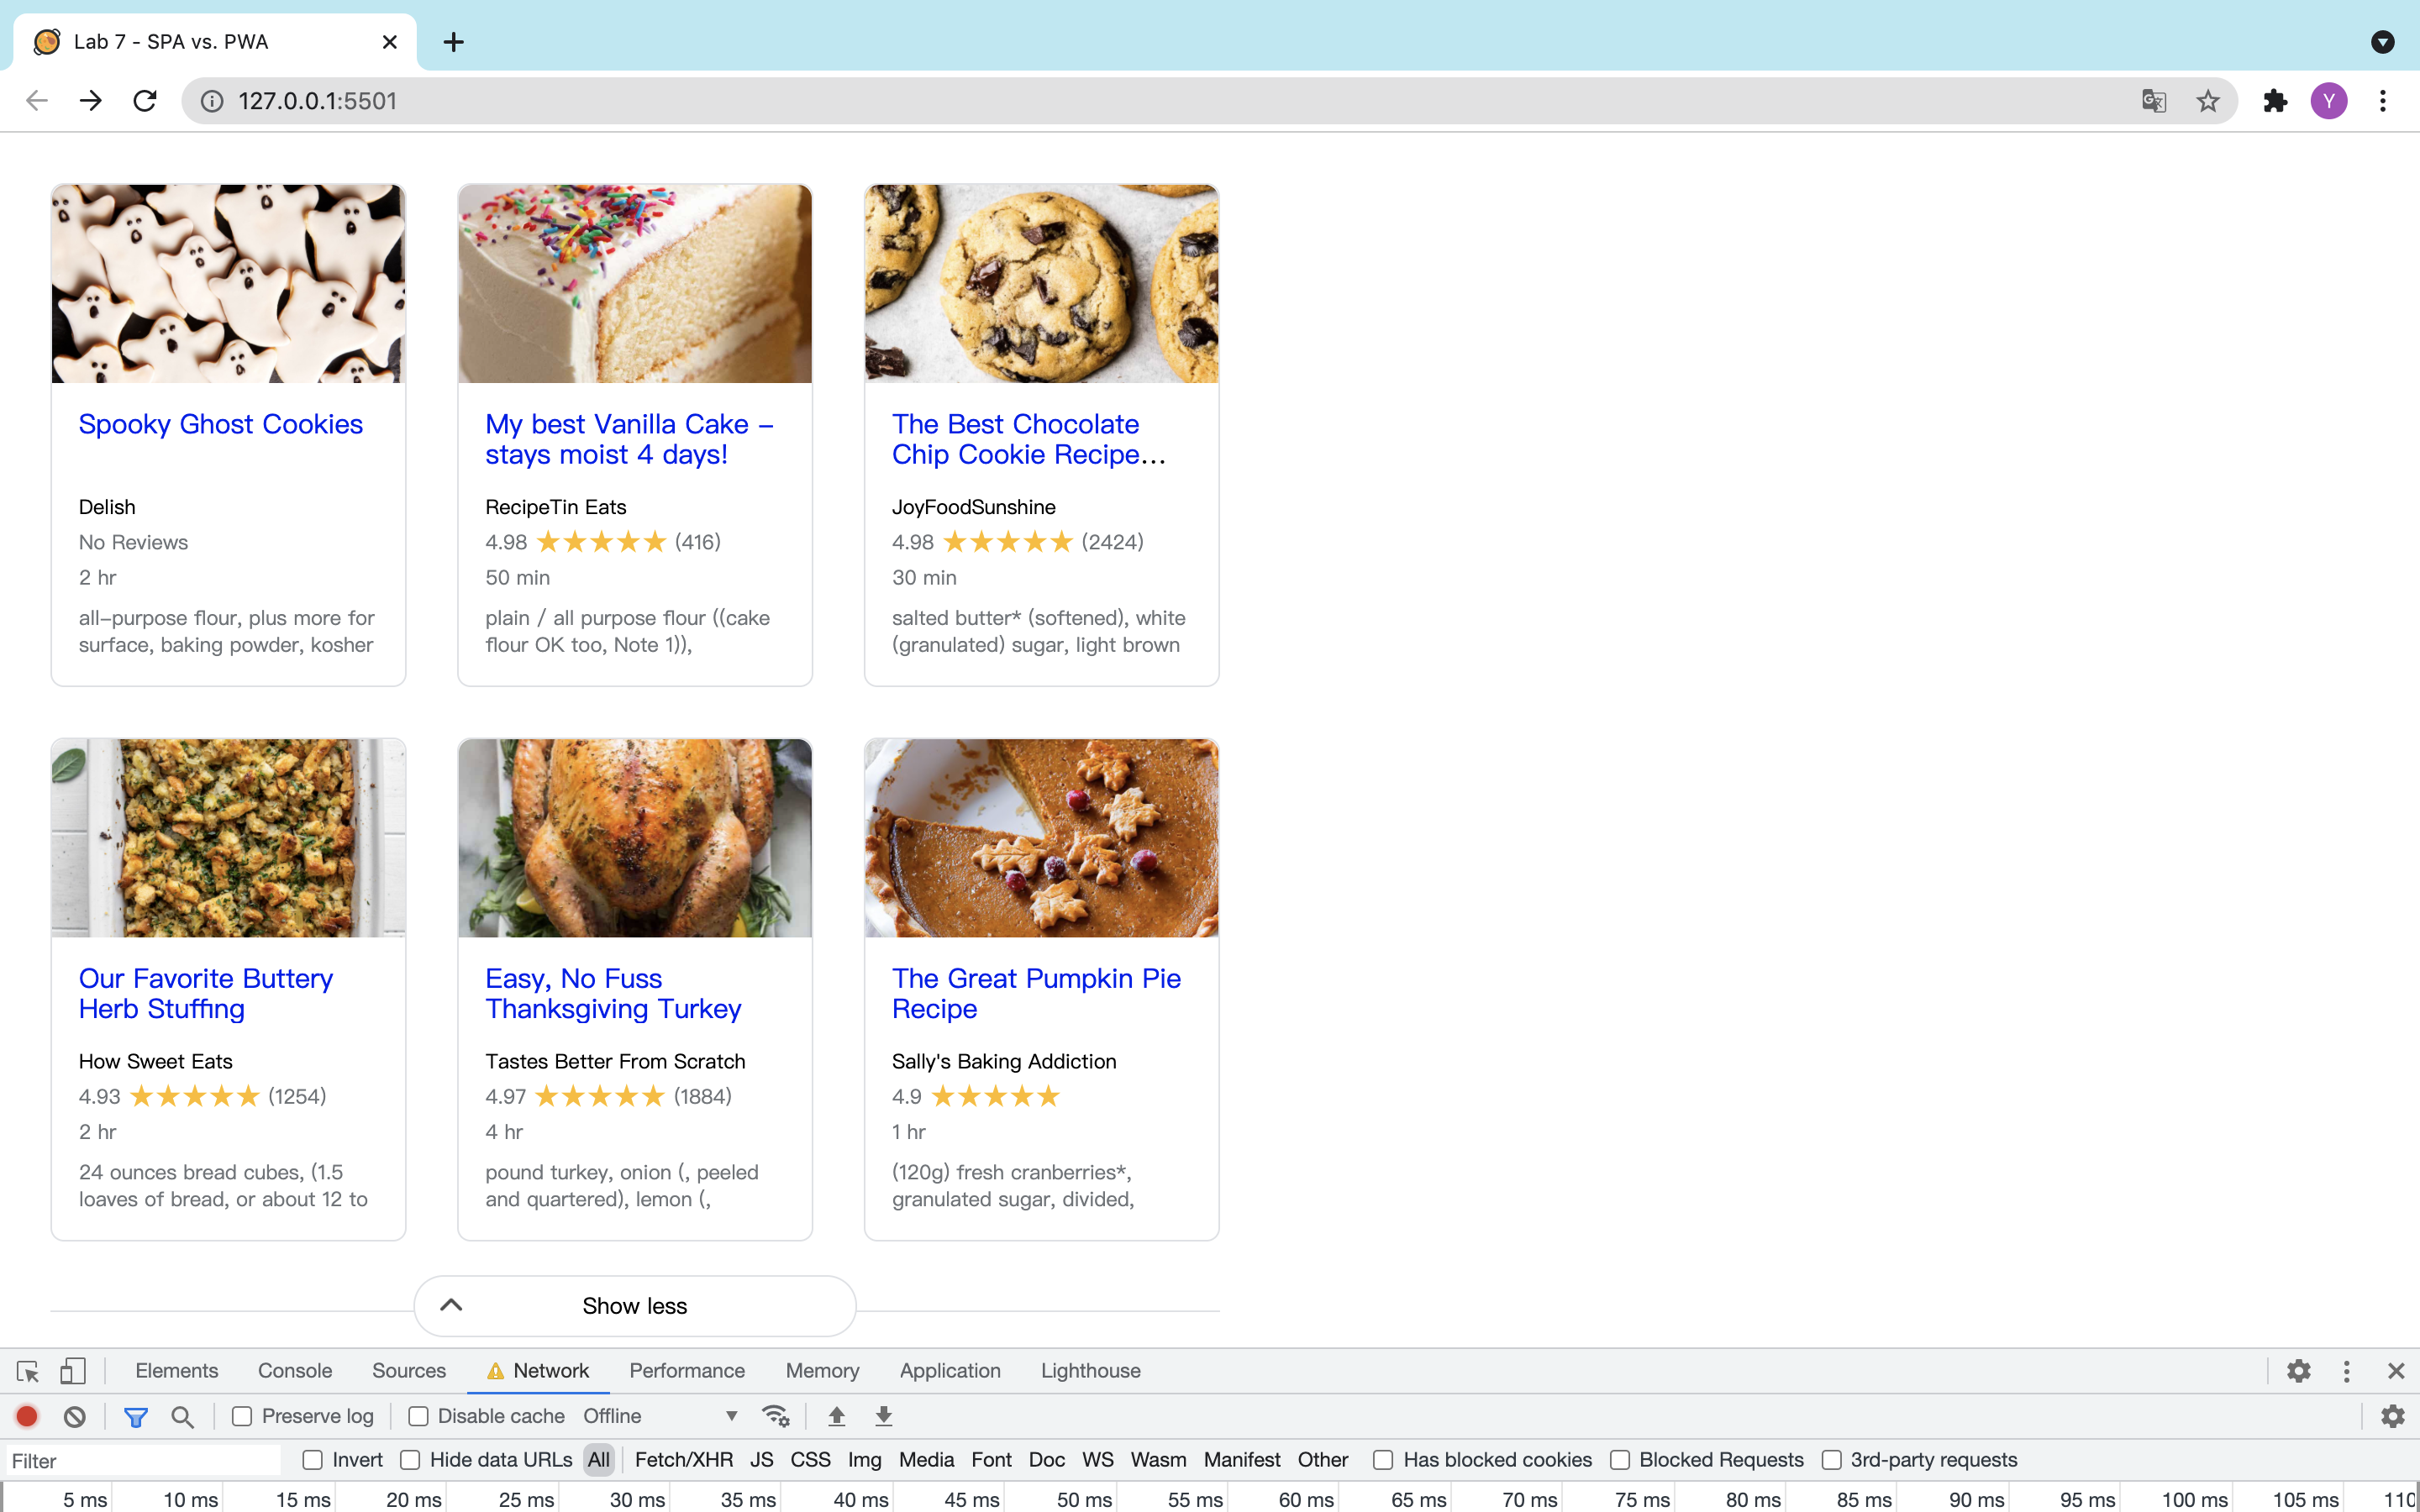 Lab 7 - SPA vs. PWA
127.0.0.1:5501
Y
Spooky Ghost Cookies
Delish
No Reviews
2 hr
all-purpose flour, plus more for
surface, baking powder, kosher
My best Vanilla Cake –
stays moist 4 days!
RecipeTin Eats
4.98 (416)
50 min
plain / all purpose flour ((cake
flour OK too, Note 1)),
The Best Chocolate
Chip Cookie Recipe...
JoyFoodSunshine
4.98 (2424)
30 min
salted butter* (softened), white
(granulated) sugar, light brown
Our Favorite Buttery
Herb Stuffing
How Sweet Eats
4.93 (1254)
2 hr
24 ounces bread cubes, (1.5
loaves of bread, or about 12 to
Easy, No Fuss
Thanksgiving Turkey
Tastes Better From Scratch
4.97 (1884)
4 hr
pound turkey, onion (, peeled
and quartered), lemon (,
The Great Pumpkin Pie
Recipe
Sally's Baking Addiction
4.9
1 hr
(120g) fresh cranberries*,
granulated sugar, divided,
Show less
Elements Console Sources Network Performance Memory Application Lighthouse
Preserve log Disable cache Offline
Filter Invert Hide data URLs All Fetch/XHR JS CSS Img Media Font Doc WS Wasm Manifest Other Has blocked cookies Blocked Requests 3rd-party requests
5 ms 10 ms 15 ms 20 ms 25 ms 30 ms 35 ms 40 ms 45 ms 50 ms 55 ms 60 ms 65 ms 70 ms 75 ms 80 ms 85 ms 90 ms 95 ms 100 ms 105 ms 110